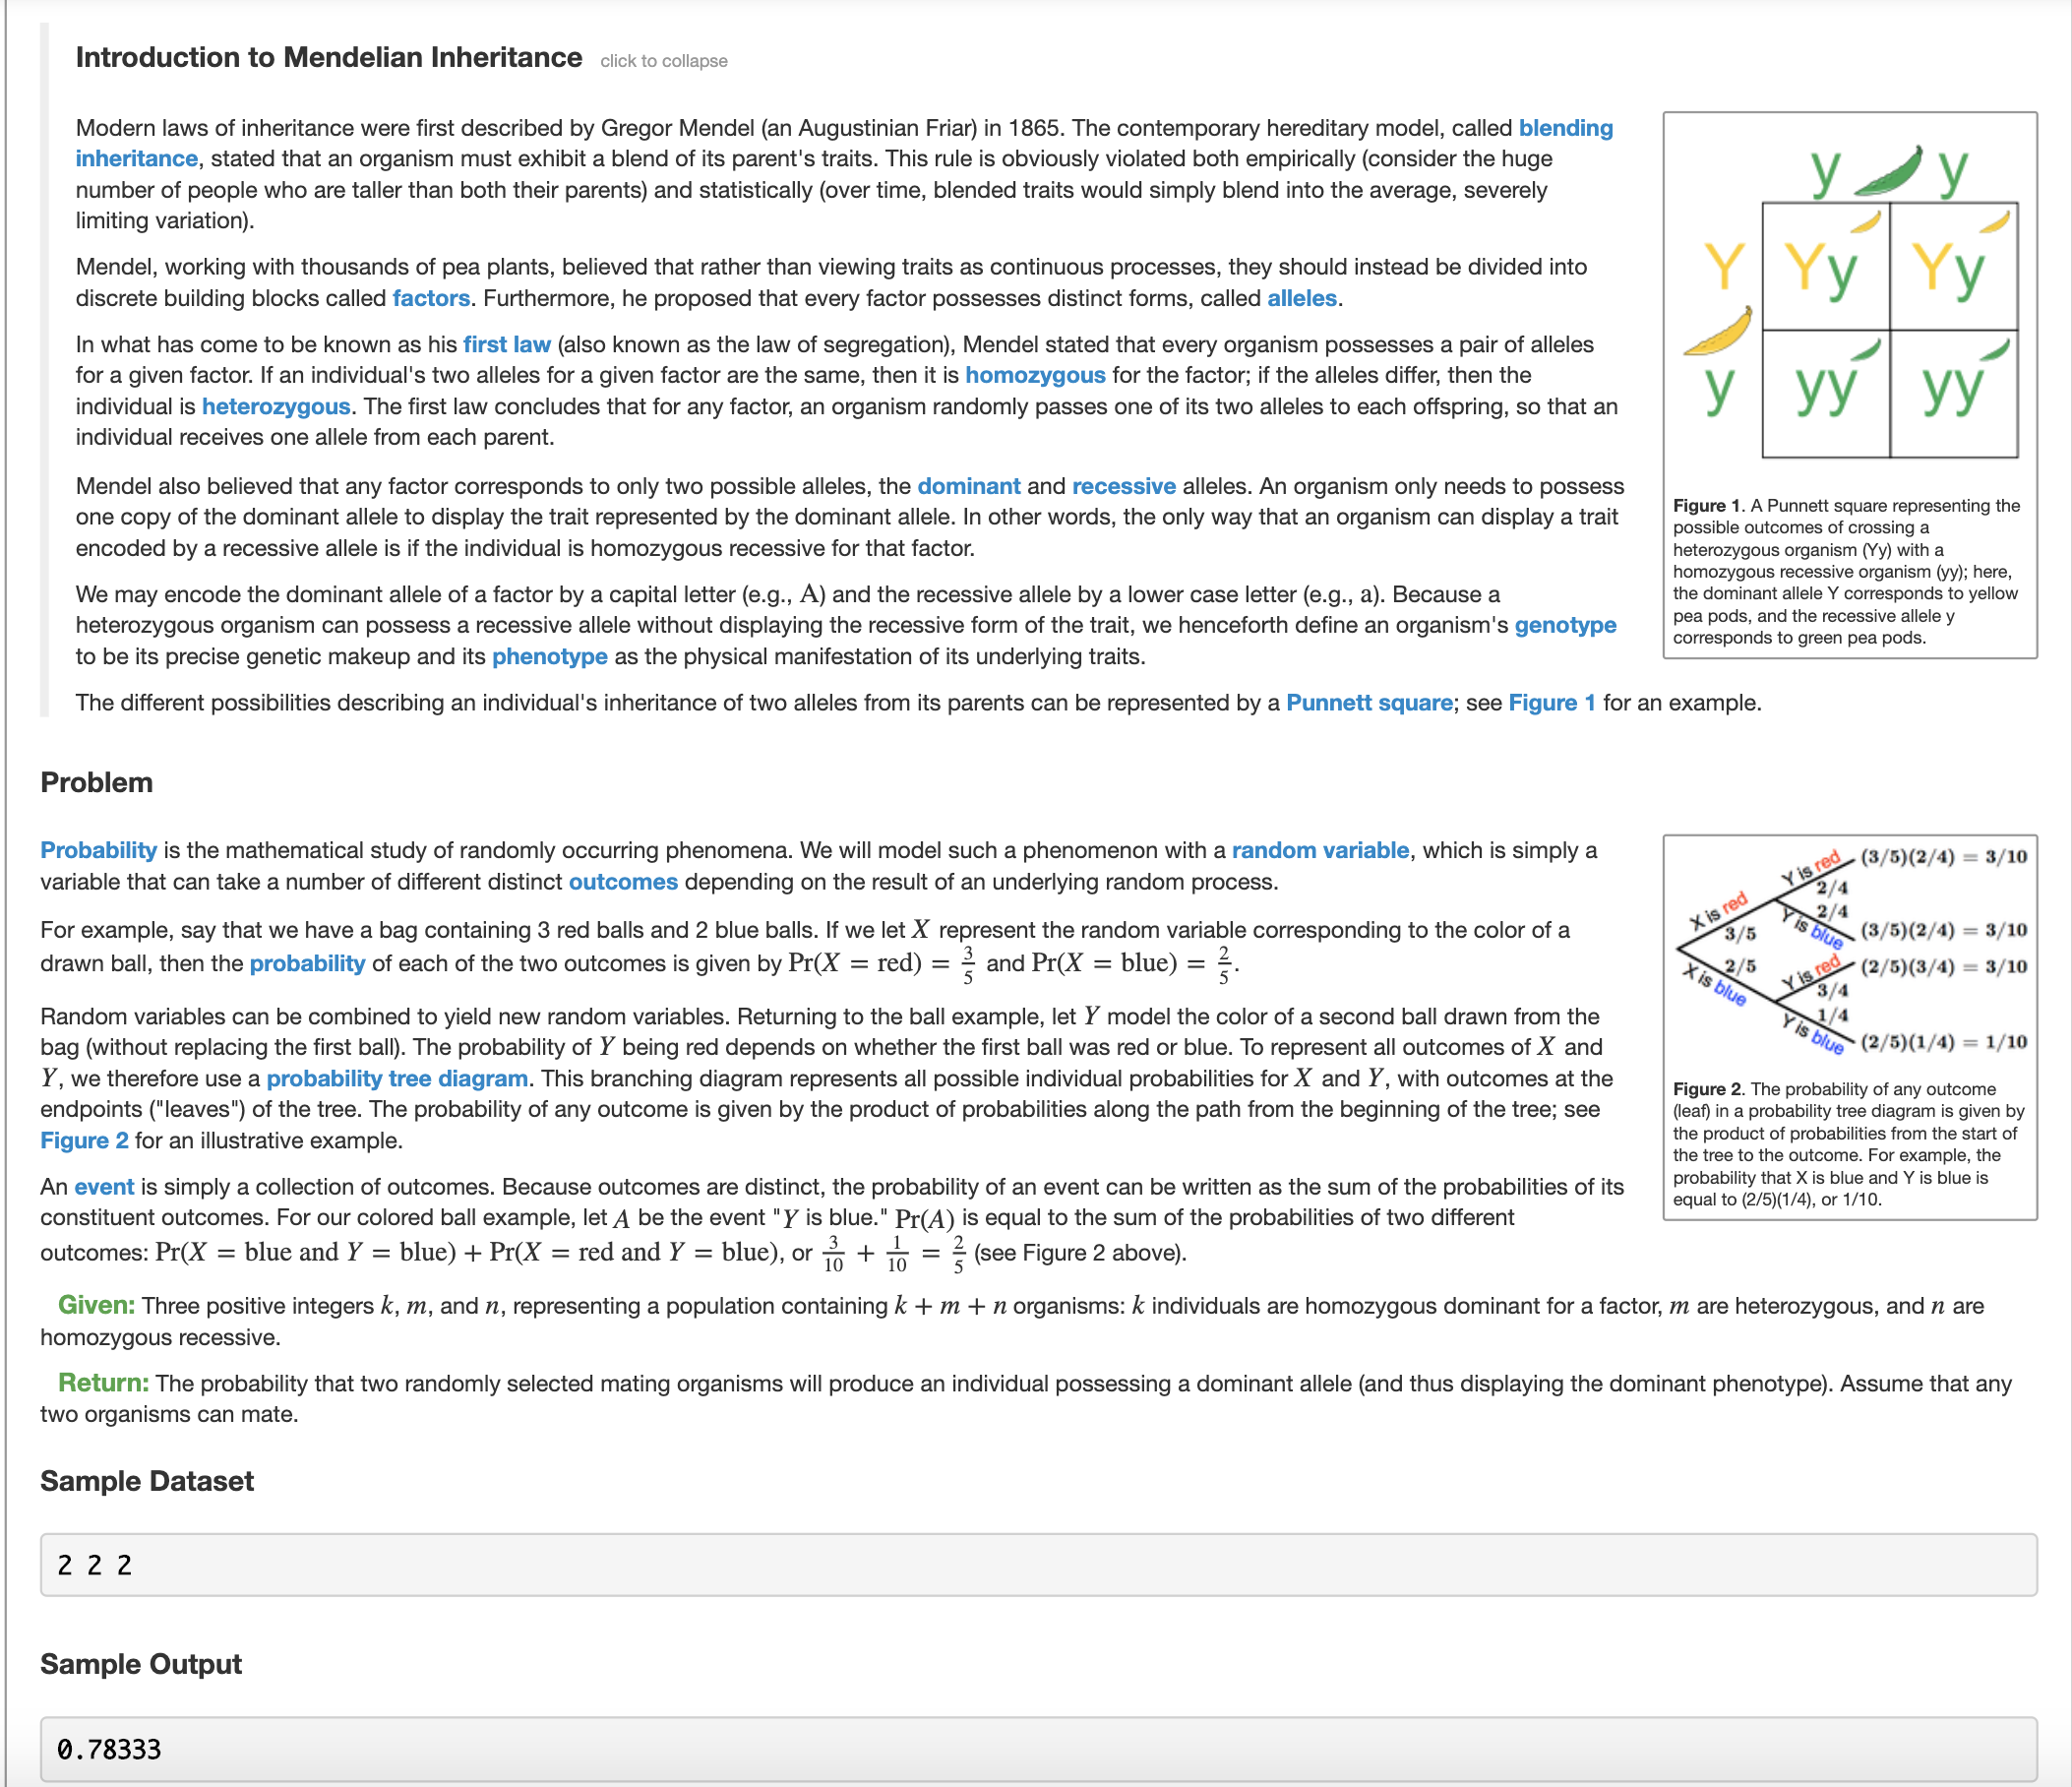 Introduction to Mendelian Inheritance click to collapse
Modern laws of inheritance were first described by Gregor Mendel (an Augustinian Friar) in 1865. The contemporary hereditary model, called blending
inheritance, stated that an organism must exhibit a blend of its parent's traits. This rule is obviously violated both empirically (consider the huge
number of people who are taller than both their parents) and statistically (over time, blended traits would simply blend into the average, severely
limiting variation).
Mendel, working with thousands of pea plants, believed that rather than viewing traits as continuous processes, they should instead be divided into
discrete building blocks called factors. Furthermore, he proposed that every factor possesses distinct forms, called alleles.
In what has come to be known as his first law (also known as the law of segregation), Mendel stated that every organism possesses a pair of alleles
for a given factor. If an individual's two alleles for a given factor are the same, then it is homozygous for the factor; if the alleles differ, then the
individual is heterozygous. The first law concludes that for any factor, an organism randomly passes one of its two alleles to each offspring, so that an
individual receives one allele from each parent.
Mendel also believed that any factor corresponds to only two possible alleles, the dominant and recessive alleles. An organism only needs to possess
one copy of the dominant allele to display the trait represented by the dominant allele. In other words, the only way that an organism can display a trait
encoded by a recessive allele is if the individual is homozygous recessive for that factor.
We may encode the dominant allele of a factor by a capital letter (e.g., A) and the recessive allele by a lower case letter (e.g., a). Because a
heterozygous organism can possess a recessive allele without displaying the recessive form of the trait, we henceforth define an organism's genotype
to be its precise genetic makeup and its phenotype as the physical manifestation of its underlying traits.
The different possibilities describing an individual's inheritance of two alleles from its parents can be represented by a Punnett square; see Figure 1 for an example.
y y
Y Yy Yy
y yy yy
Figure 1. A Punnett square representing the
possible outcomes of crossing a
heterozygous organism (Yy) with a
homozygous recessive organism (yy); here,
the dominant allele Y corresponds to yellow
pea pods, and the recessive allele y
corresponds to green pea pods.
Problem
Probability is the mathematical study of randomly occurring phenomena. We will model such a phenomenon with a random variable, which is simply a
variable that can take a number of different distinct outcomes depending on the result of an underlying random process.
For example, say that we have a bag containing 3 red balls and 2 blue balls. If we let X represent the random variable corresponding to the color of a
drawn ball, then the probability of each of the two outcomes is given by Pr(X = red) = 3/5 and Pr(X = blue) = 2/5.
Random variables can be combined to yield new random variables. Returning to the ball example, let Y model the color of a second ball drawn from the
bag (without replacing the first ball). The probability of Y being red depends on whether the first ball was red or blue. To represent all outcomes of X and
Y, we therefore use a probability tree diagram. This branching diagram represents all possible individual probabilities for X and Y, with outcomes at the
endpoints ("leaves") of the tree. The probability of any outcome is given by the product of probabilities along the path from the beginning of the tree; see
Figure 2 for an illustrative example.
An event is simply a collection of outcomes. Because outcomes are distinct, the probability of an event can be written as the sum of the probabilities of its
constituent outcomes. For our colored ball example, let A be the event "Y is blue." Pr(A) is equal to the sum of the probabilities of two different
outcomes: Pr(X = blue and Y = blue) + Pr(X = red and Y = blue), or 3/10 + 1/10 = 2/5 (see Figure 2 above).
X is red
3/5
X is blue
2/5
Y is red
2/4
(3/5)(2/4) = 3/10
Y is blue
2/4
(3/5)(2/4) = 3/10
Y is red
3/4
(2/5)(3/4) = 3/10
Y is blue
1/4
(2/5)(1/4) = 1/10
Figure 2. The probability of any outcome
(leaf) in a probability tree diagram is given by
the product of probabilities from the start of
the tree to the outcome. For example, the
probability that X is blue and Y is blue is
equal to (2/5)(1/4), or 1/10.
Given: Three positive integers k, m, and n, representing a population containing k + m + n organisms: k individuals are homozygous dominant for a factor, m are heterozygous, and n are
homozygous recessive.
Return: The probability that two randomly selected mating organisms will produce an individual possessing a dominant allele (and thus displaying the dominant phenotype). Assume that any
two organisms can mate.
Sample Dataset
2 2 2
Sample Output
0.78333